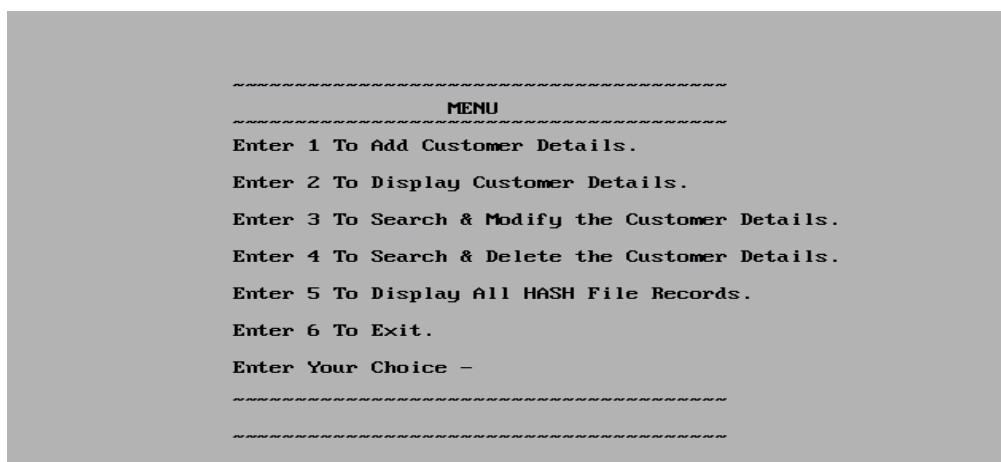 ~~~~~~~~~~~~~~~~~~~~~~~~~~~~~~~~~~~~~~~
MENU
~~~~~~~~~~~~~~~~~~~~~~~~~~~~~~~~~~~~~~~
Enter 1 To Add Customer Details.
Enter 2 To Display Customer Details.
Enter 3 To Search & Modify the Customer Details.
Enter 4 To Search & Delete the Customer Details.
Enter 5 To Display All HASH File Records.
Enter 6 To Exit.
Enter Your Choice -
~~~~~~~~~~~~~~~~~~~~~~~~~~~~~~~~~~~~~~~
~~~~~~~~~~~~~~~~~~~~~~~~~~~~~~~~~~~~~~~